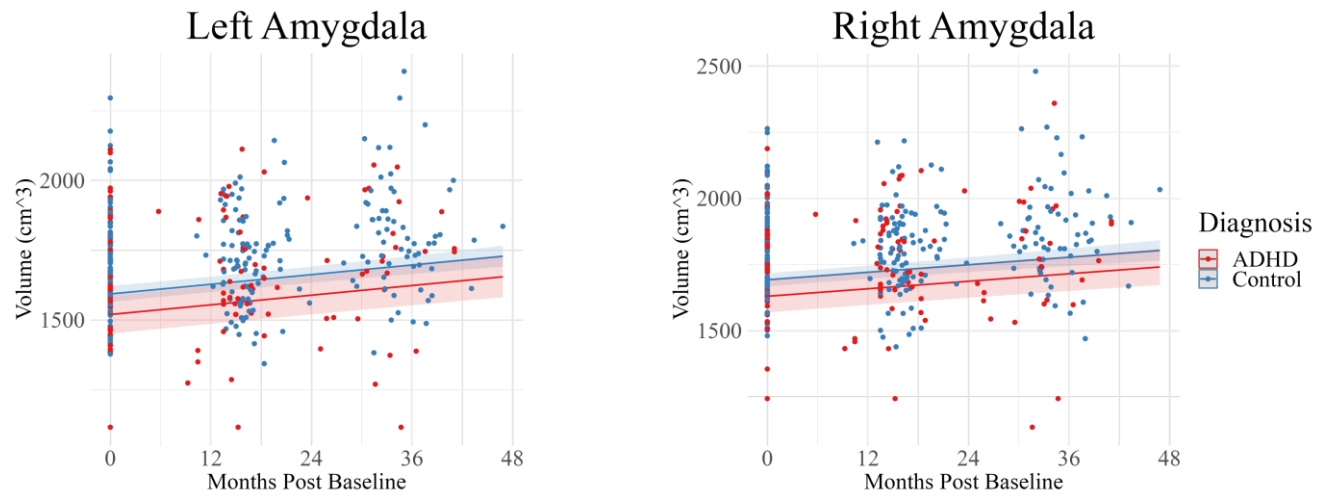 Left Amygdala
Volume (cm^3)
2000
1500
0 12 24 36 48
Months Post Baseline
Right Amygdala
Volume (cm^3)
2500
2000
1500
0 12 24 36 48
Months Post Baseline
Diagnosis
ADHD
Control